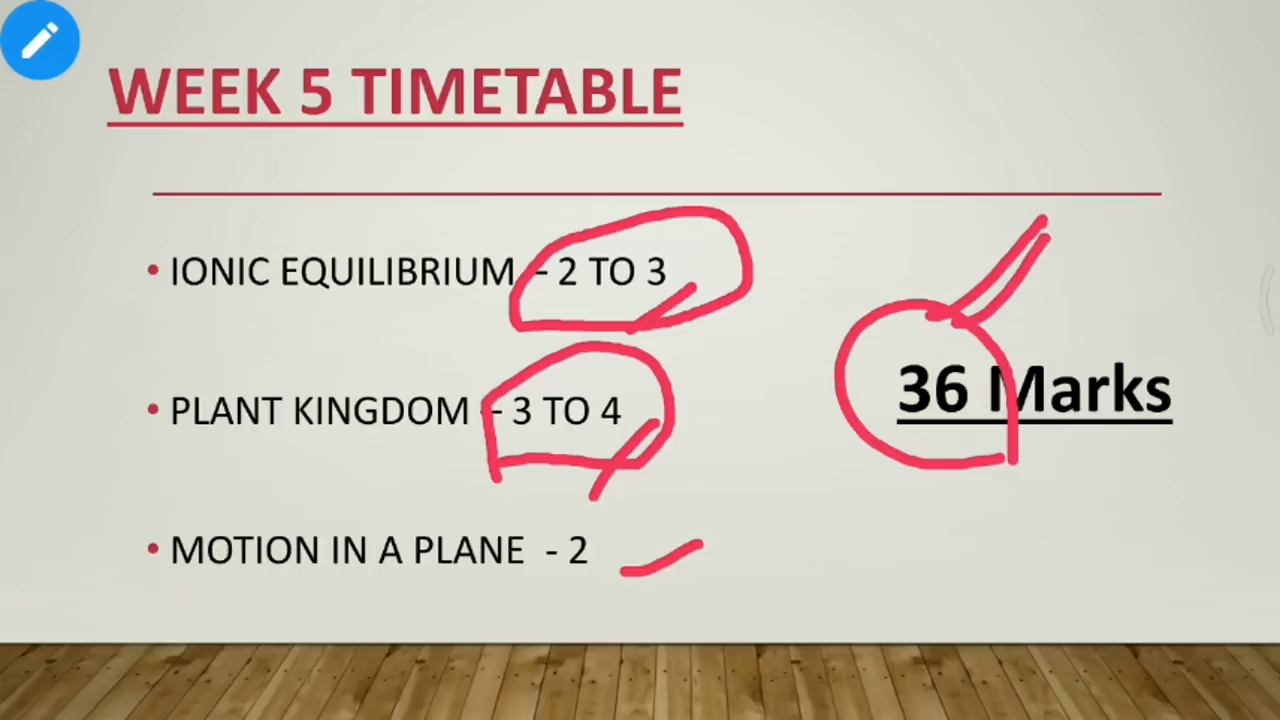 WEEK 5 TIMETABLE
• IONIC EQUILIBRIUM - 2 TO 3
• PLANT KINGDOM – 3 TO 4
36 Marks
• MOTION IN A PLANE - 2